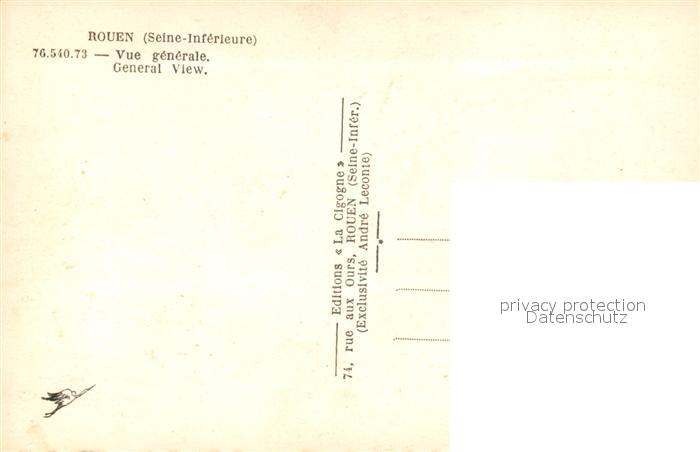 ROUEN (Seine-Inférieure)
76.540.73 — Vue générale.
General View.
Editions « La Cigogne »
74, rue aux Ours, ROUEN (Seine-Infér.)
(Exclusivité André Leconte)
privacy protection
Datenschutz